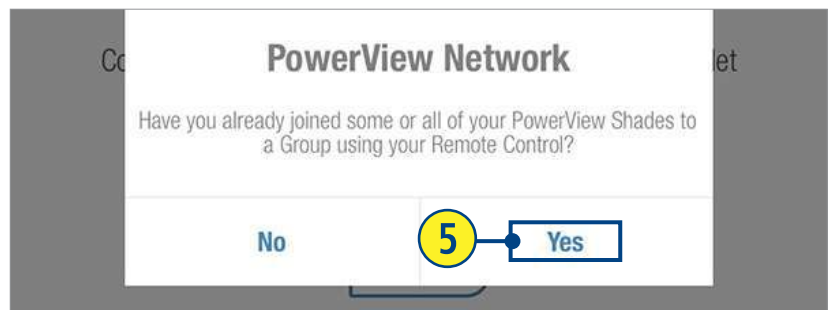 PowerView Network
Have you already joined some or all of your PowerView Shades to
a Group using your Remote Control?
No
5
Yes